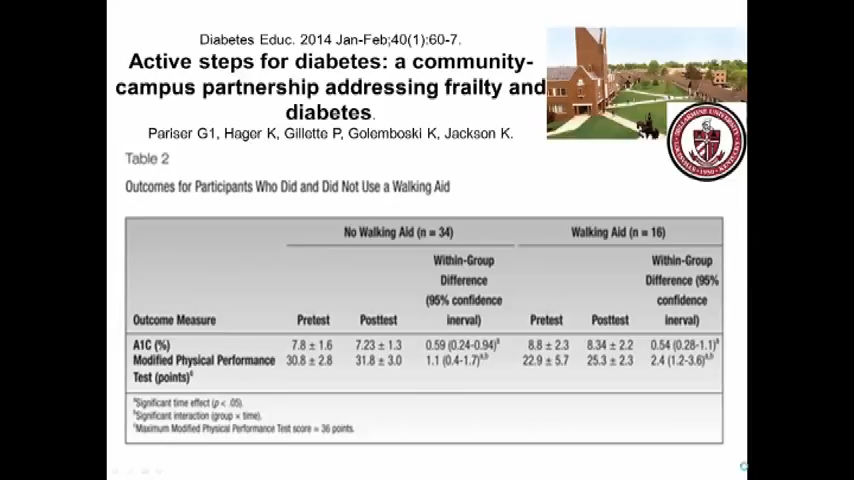 Diabetes Educ. 2014 Jan-Feb;40(1):60-7.
Active steps for diabetes: a community-
campus partnership addressing frailty and
diabetes.
Pariser G1, Hager K, Gillette P, Golemboski K, Jackson K.
BELLARMINE UNIVERSITY
1950
Table 2
Outcomes for Participants Who Did and Did Not Use a Walking Aid
No Walking Aid (n = 34) Walking Aid (n = 16)
Within-Group Within-Group
Difference Difference (95%
(95% confidence confidence
Outcome Measure Pretest Posttest inerval) Pretest Posttest inerval)
A1C (%) 7.8 ± 1.6 7.23 ± 1.3 0.59 (0.24-0.94)a 8.8 ± 2.3 8.34 ± 2.2 0.54 (0.28-1.1)a
Modified Physical Performance 30.8 ± 2.8 31.8 ± 3.0 1.1 (0.4-1.7)a,b 22.9 ± 5.7 25.3 ± 2.3 2.4 (1.2-3.6)a,b
Test (points)c
aSignificant time effect (p < .05).
bSignificant interaction (group × time).
cMaximum Modified Physical Performance Test score = 36 points.